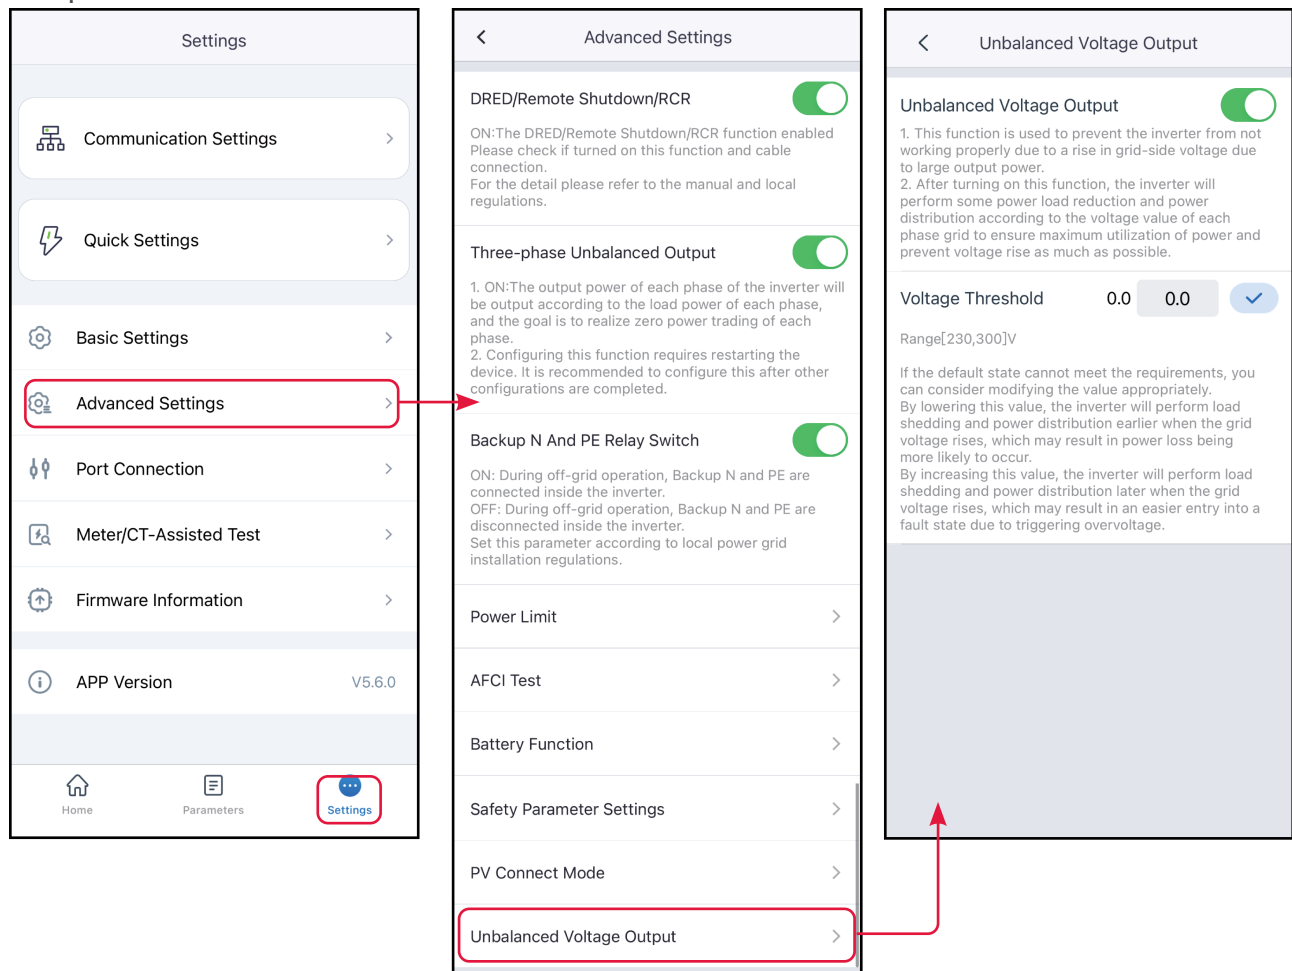 Settings
Communication Settings
Quick Settings
Basic Settings
Advanced Settings
Port Connection
Meter/CT-Assisted Test
Firmware Information
APP Version V5.6.0
Home Parameters Settings
Advanced Settings
DRED/Remote Shutdown/RCR
ON:The DRED/Remote Shutdown/RCR function enabled
Please check if turned on this function and cable
connection.
For the detail please refer to the manual and local
regulations.
Three-phase Unbalanced Output
1. ON:The output power of each phase of the inverter will
be output according to the load power of each phase,
and the goal is to realize zero power trading of each
phase.
2. Configuring this function requires restarting the
device. It is recommended to configure this after other
configurations are completed.
Backup N And PE Relay Switch
ON: During off-grid operation, Backup N and PE are
connected inside the inverter.
OFF: During off-grid operation, Backup N and PE are
disconnected inside the inverter.
Set this parameter according to local power grid
installation regulations.
Power Limit
AFCI Test
Battery Function
Safety Parameter Settings
PV Connect Mode
Unbalanced Voltage Output
Unbalanced Voltage Output
Unbalanced Voltage Output
1. This function is used to prevent the inverter from not
working properly due to a rise in grid-side voltage due
to large output power.
2. After turning on this function, the inverter will
perform some power load reduction and power
distribution according to the voltage value of each
phase grid to ensure maximum utilization of power and
prevent voltage rise as much as possible.
Voltage Threshold 0.0 0.0
Range[230,300]V
If the default state cannot meet the requirements, you
can consider modifying the value appropriately.
By lowering this value, the inverter will perform load
shedding and power distribution earlier when the grid
voltage rises, which may result in power loss being
more likely to occur.
By increasing this value, the inverter will perform load
shedding and power distribution later when the grid
voltage rises, which may result in an easier entry into a
fault state due to triggering overvoltage.